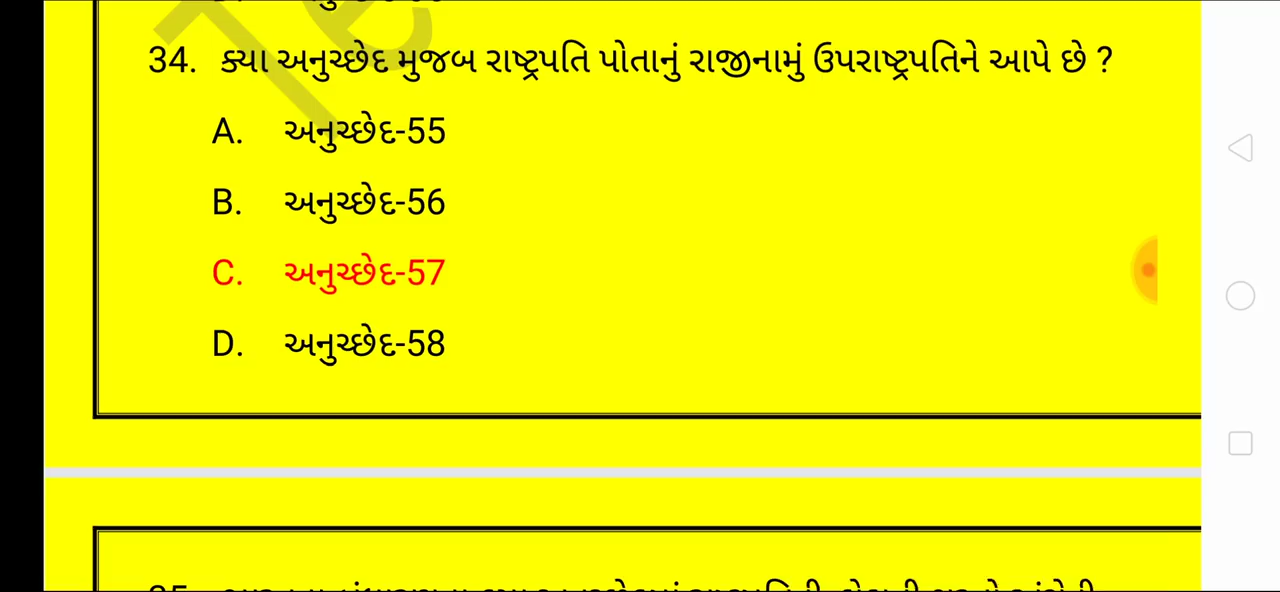 34. ક્યા અનુચ્છેદ મુજબ રાષ્ટ્રપતિ પોતાનું રાજીનામું ઉપરાષ્ટ્રપતિને આપે છે ?
A. અનુચ્છેદ-55
B. અનુચ્છેદ-56
C. અનુચ્છેદ-57
D. અનુચ્છેદ-58